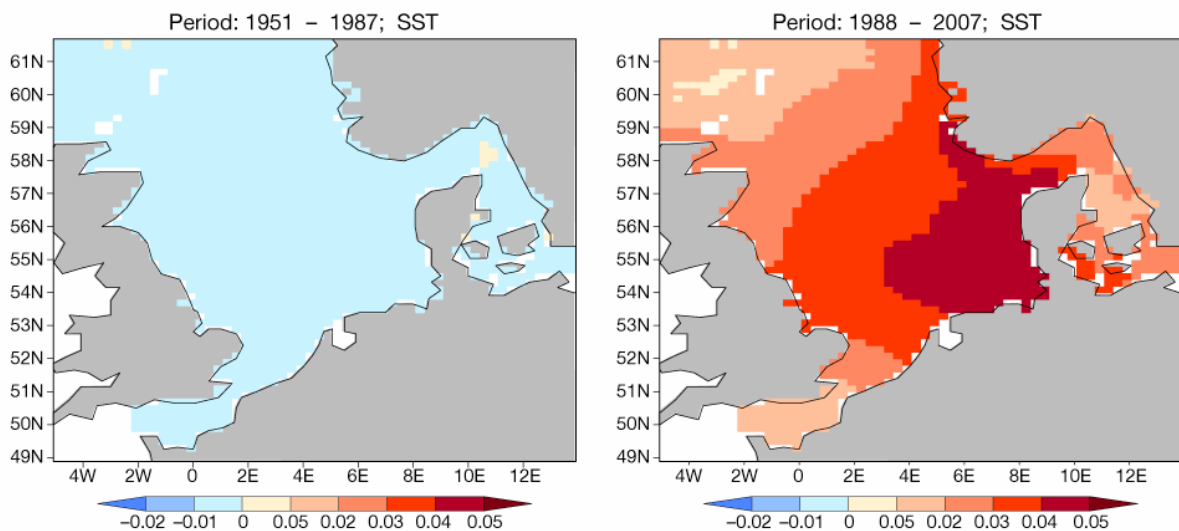 Period: 1951 – 1987; SST
61N
60N
59N
58N
57N
56N
55N
54N
53N
52N
51N
50N
49N
4W 2W 0 2E 4E 6E 8E 10E 12E
−0.02 −0.01 0 0.05 0.02 0.03 0.04 0.05
Period: 1988 – 2007; SST
61N
60N
59N
58N
57N
56N
55N
54N
53N
52N
51N
50N
49N
4W 2W 0 2E 4E 6E 8E 10E 12E
−0.02 −0.01 0 0.05 0.02 0.03 0.04 0.05